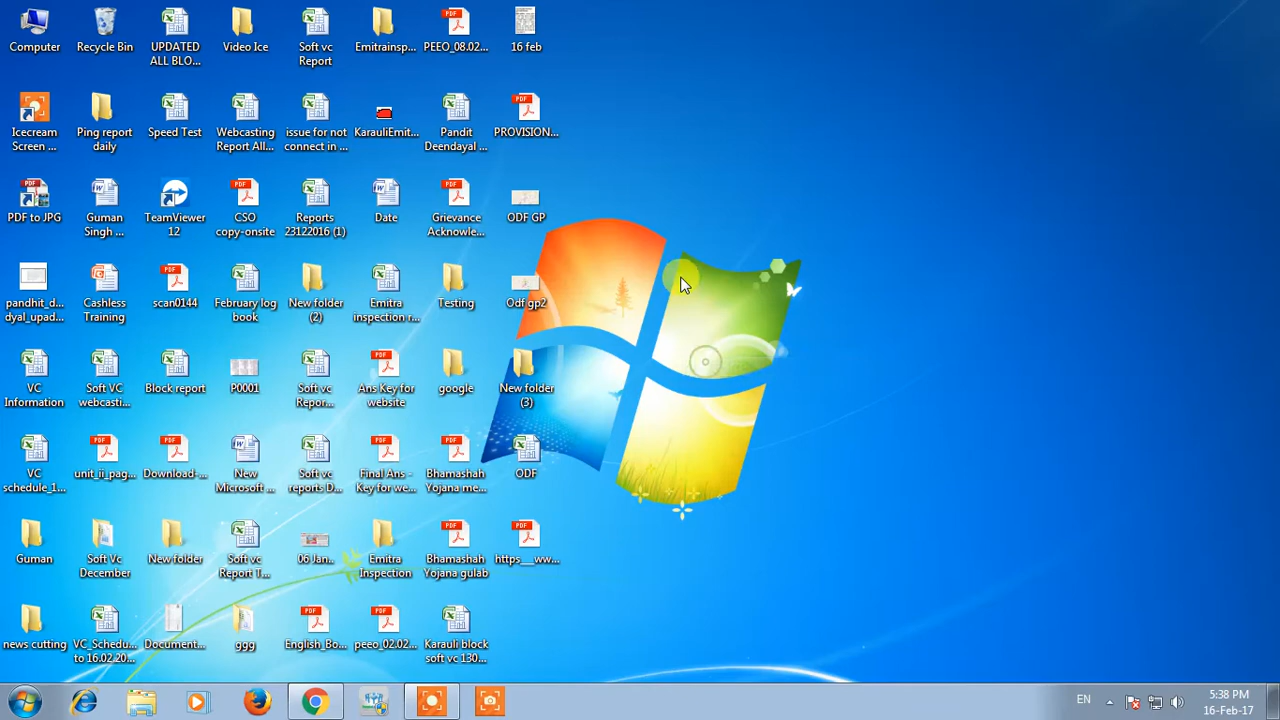 Computer
Recycle Bin
UPDATED
ALL BLO...
Video Ice
Soft vc
Report
Emitrainsp...
PEEO_08.02...
16 feb
Icecream
Screen ...
Ping report
daily
Speed Test
Webcasting
Report All...
issue for not
connect in ...
KarauliEmit...
Pandit
Deendayal ...
PROVISION...
PDF to JPG
Guman
Singh ...
TeamViewer
12
CSO
copy-onsite
Reports
23122016 (1)
Date
Grievance
Acknowle...
ODF GP
pandhit_d...
dyal_upad...
Cashless
Training
scan0144
February log
book
New folder
(2)
Emitra
inspection r...
Testing
Odf gp2
VC
Information
Soft VC
webcasti...
Block report
P0001
Soft vc
Repor...
Ans Key for
website
google
New folder
(3)
VC
schedule_1...
unit_ii_pag...
Download-...
New
Microsoft ...
Soft vc
reports D...
Final Ans -
Key for we...
Bhamashah
Yojana me...
ODF
Guman
Soft Vc
December
New folder
Soft vc
Report T...
06 Jan..
Emitra
Inspection
Bhamashah
Yojana gulab
https__ww...
news cutting
VC_Schedu...
to 16.02.20...
Document...
ggg
English_Bo...
peeo_02.02...
Karauli block
soft vc 130...
EN
5:38 PM
16-Feb-17